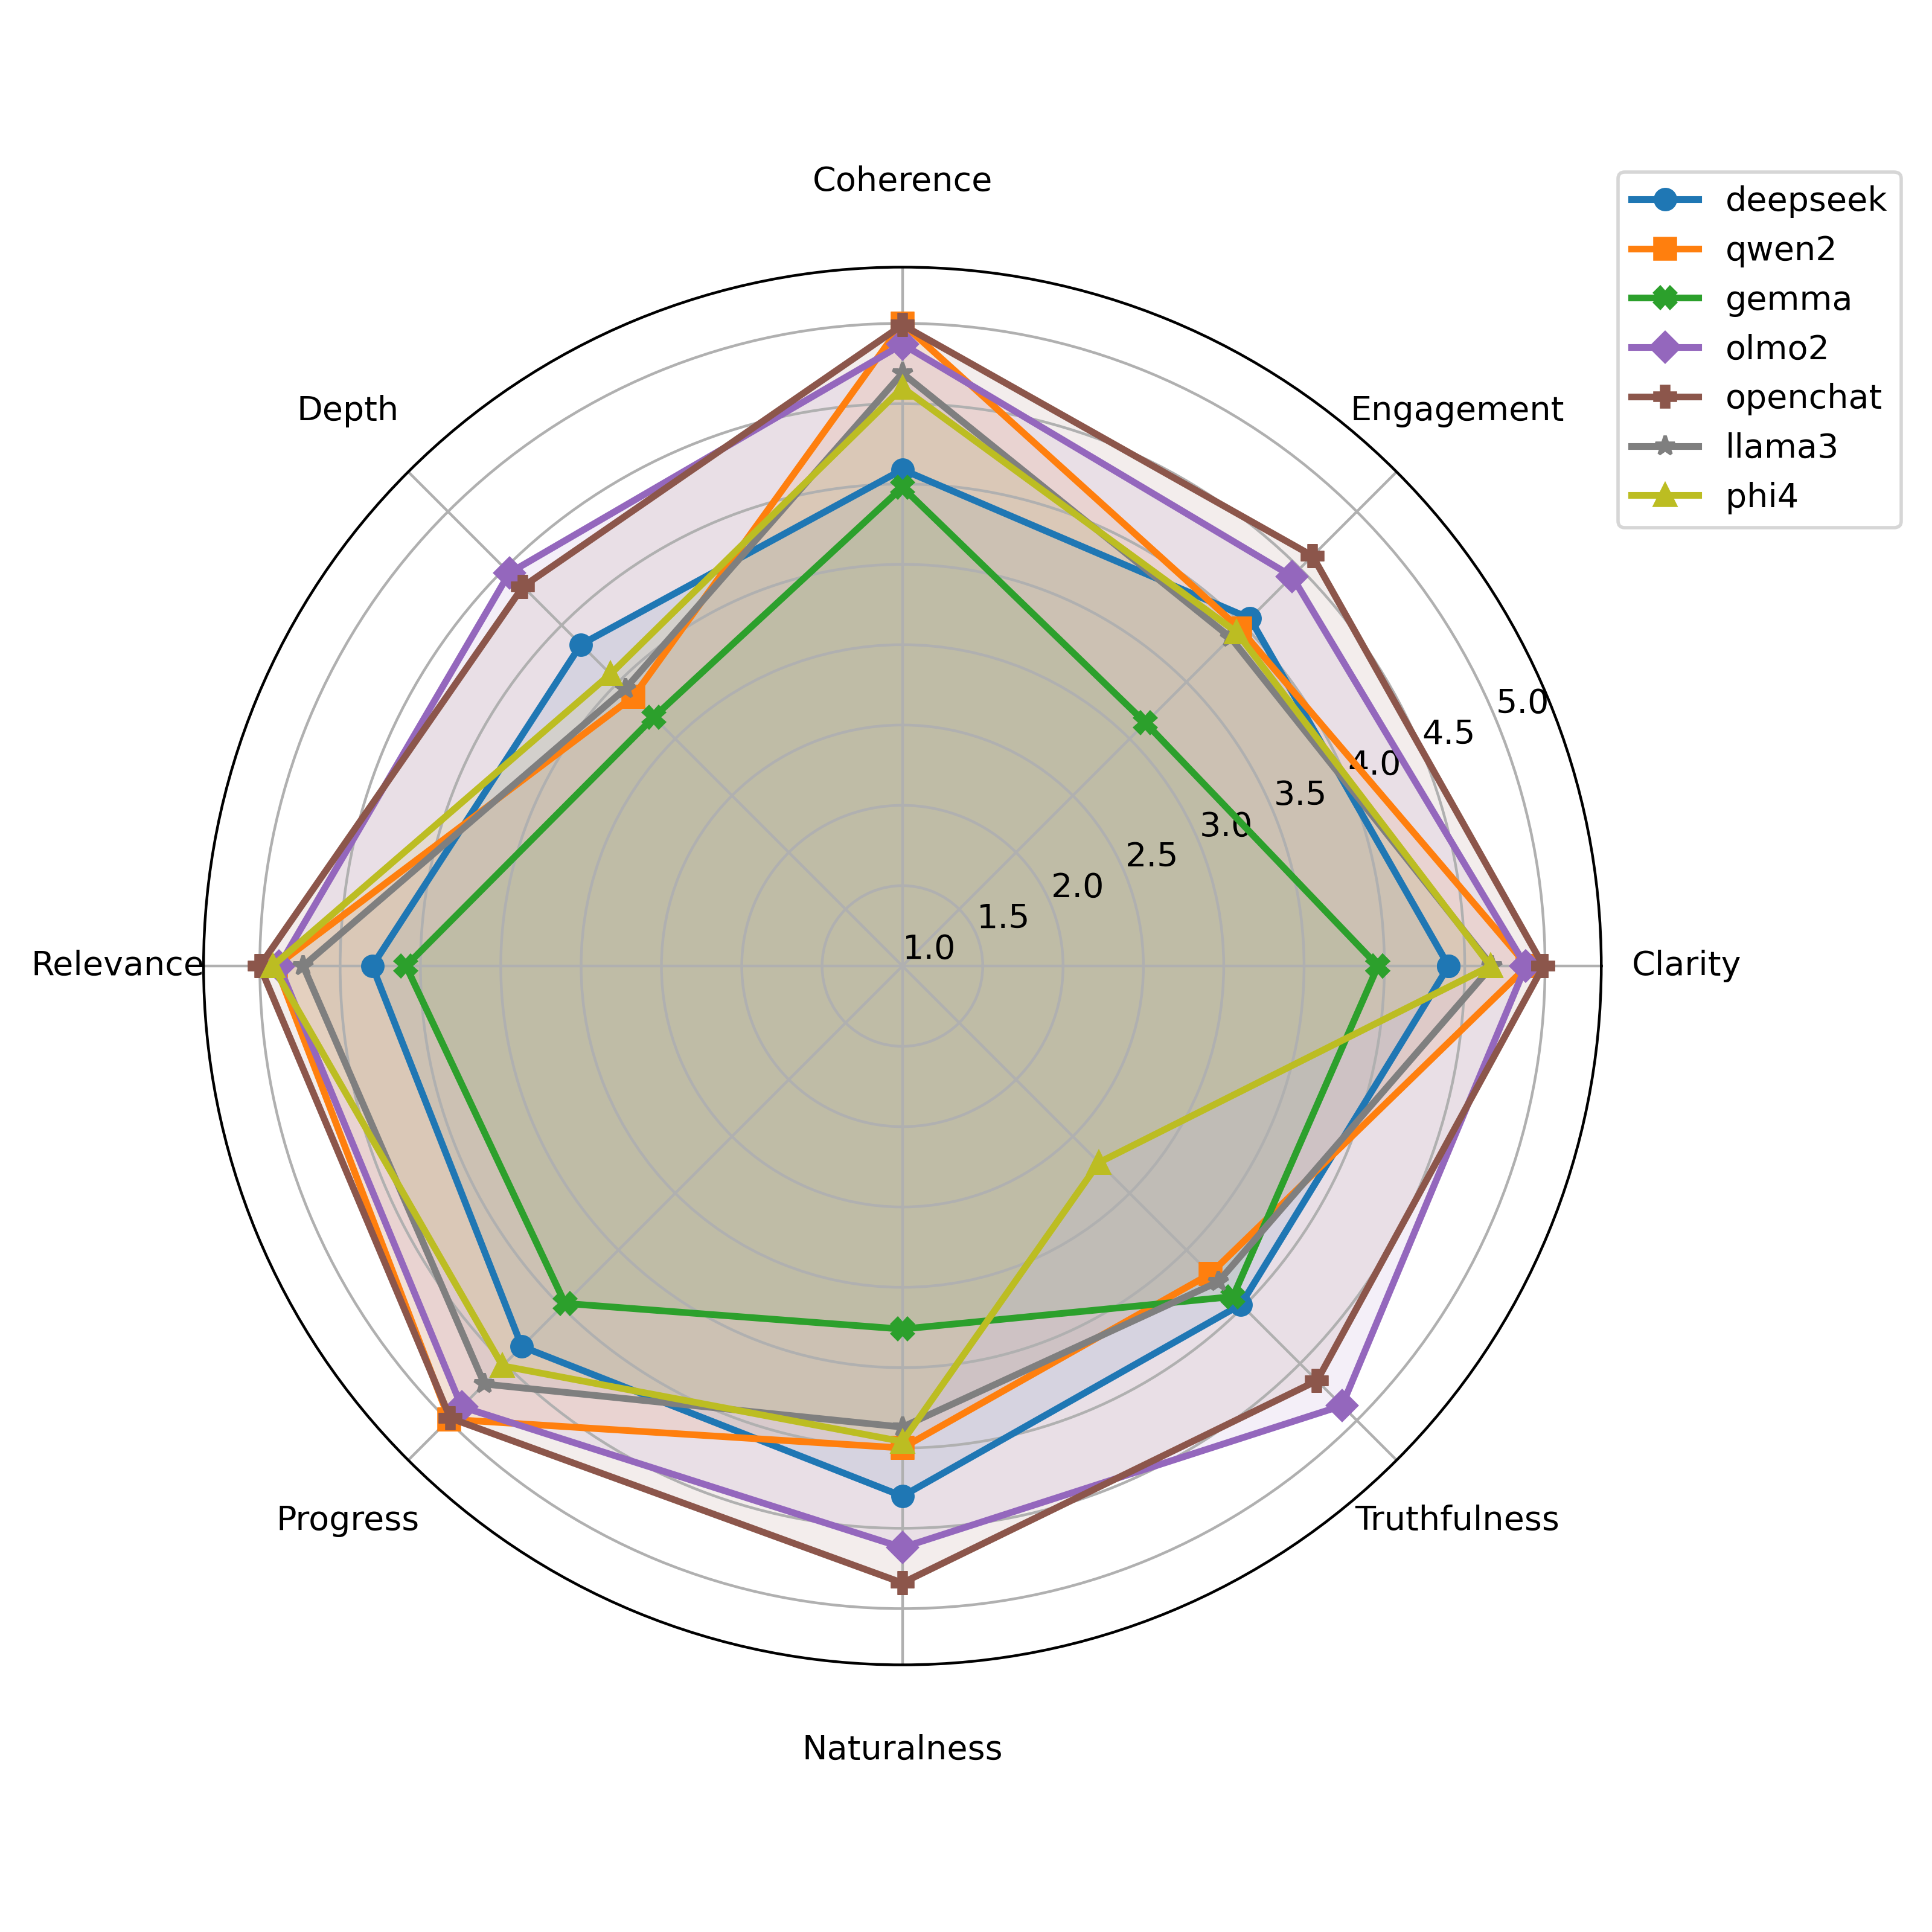 Coherence
deepseek
qwen2
gemma
olmo2
openchat
llama3
phi4
Depth
Engagement
5.0
4.5
4.0
3.5
3.0
2.5
2.0
1.5
1.0
Relevance
Clarity
Progress
Truthfulness
Naturalness